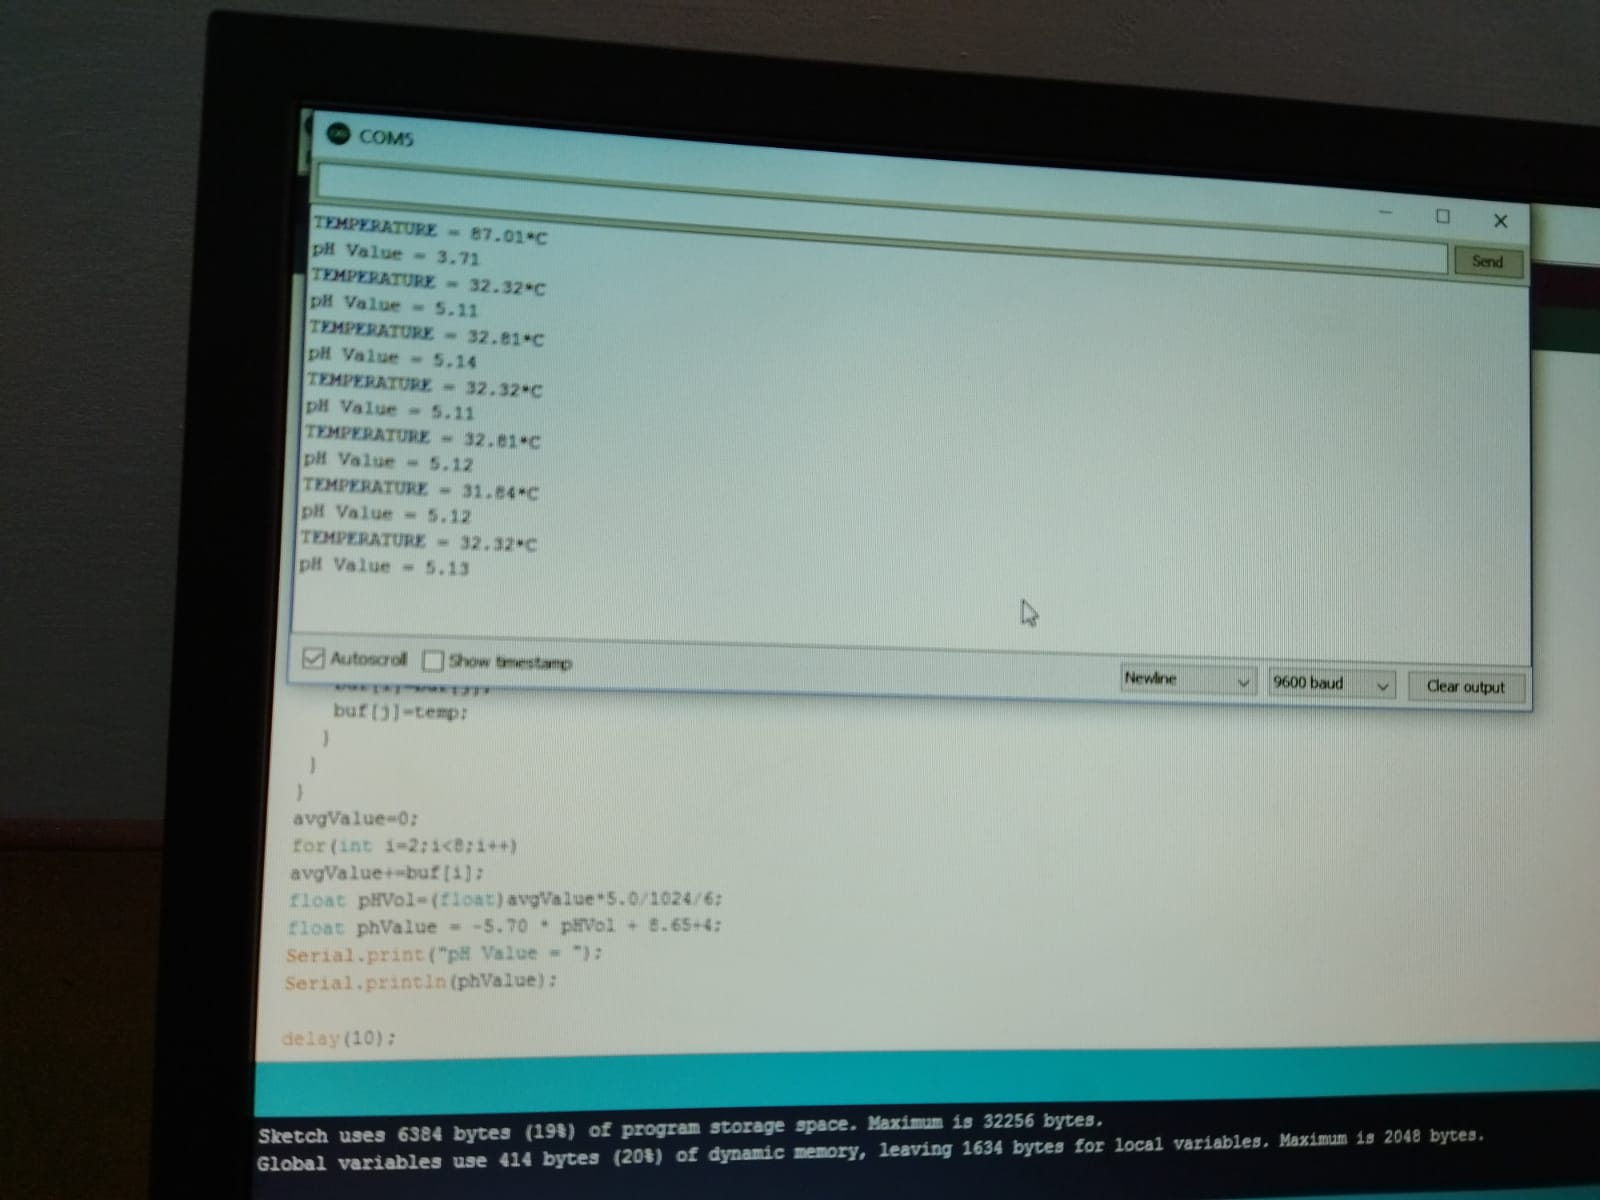 COM5
Send
TEMPERATURE = 87.01*C
pH Value = 3.71
TEMPERATURE = 32.32*C
pH Value = 5.11
TEMPERATURE = 32.81*C
pH Value = 5.14
TEMPERATURE = 32.32*C
pH Value = 5.11
TEMPERATURE = 32.81*C
pH Value = 5.12
TEMPERATURE = 31.84*C
pH Value = 5.12
TEMPERATURE = 32.32*C
pH Value = 5.13
Autoscroll Show timestamp Newline 9600 baud Clear output
buf[i]=buf[j];
buf[j]=temp;
}
}
}
avgValue=0;
for(int i=2;i<8;i++)
avgValue+=buf[i];
float pHVol=(float)avgValue*5.0/1024/6;
float phValue = -5.70 * pHVol + 8.65+4;
Serial.print("pH Value = ");
Serial.println(phValue);
delay(10);
Sketch uses 6384 bytes (19%) of program storage space. Maximum is 32256 bytes.
Global variables use 414 bytes (20%) of dynamic memory, leaving 1634 bytes for local variables. Maximum is 2048 bytes.